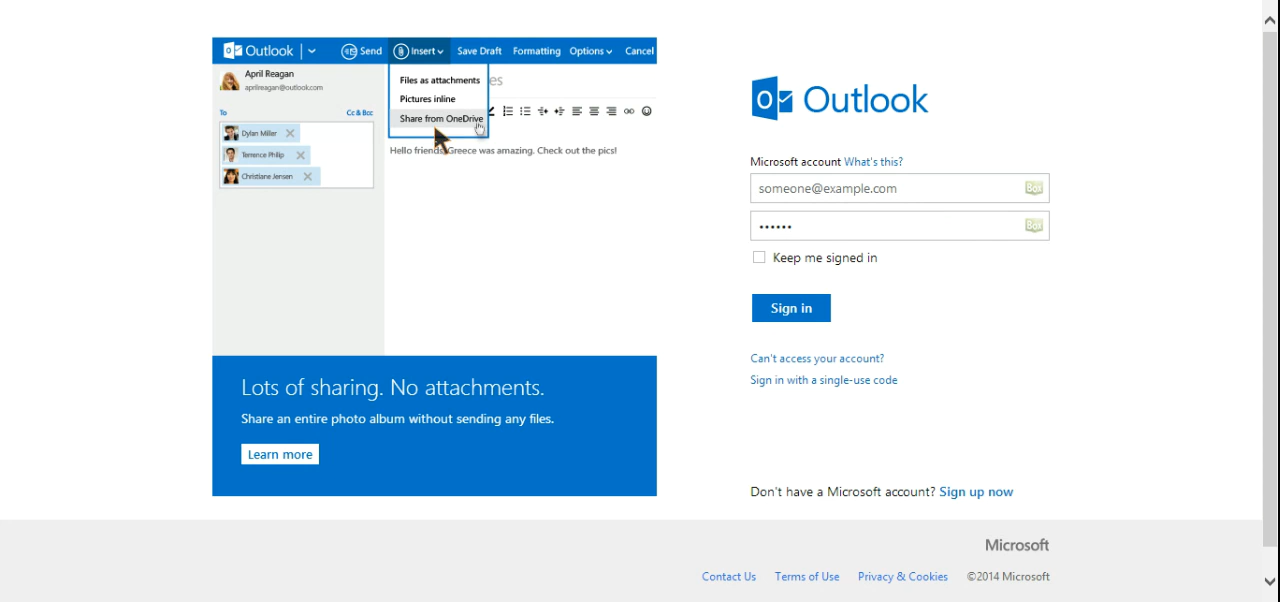 Outlook
Send
Insert
Save Draft
Formatting
Options
Cancel
April Reagan
aprilreagan@outlook.com
To
Cc & Bcc
Dylan Miller
Terrence Philip
Christiane Jensen
Files as attachments
Pictures inline
Share from OneDrive
Hello friends, Greece was amazing. Check out the pics!
Lots of sharing. No attachments.
Share an entire photo album without sending any files.
Learn more
Outlook
Microsoft account What's this?
someone@example.com
Box
••••••
Box
Keep me signed in
Sign in
Can't access your account?
Sign in with a single-use code
Don't have a Microsoft account? Sign up now
Microsoft
Contact Us
Terms of Use
Privacy & Cookies
©2014 Microsoft